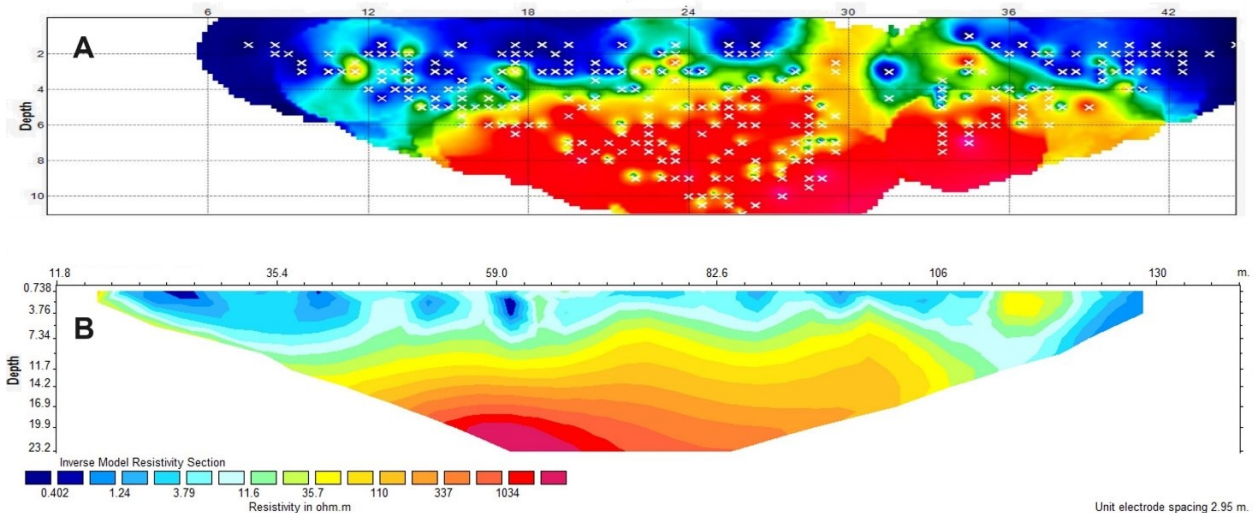 6 12 18 24 30 36 42
A
2
4
6
8
10
Depth
11.8 35.4 59.0 82.6 106 130 m.
0.738
3.76
7.34
11.7
14.2
16.9
19.9
23.2
B
Depth
Inverse Model Resistivity Section
0.402 1.24 3.79 11.6 35.7 110 337 1034
Resistivity in ohm.m
Unit electrode spacing 2.95 m.